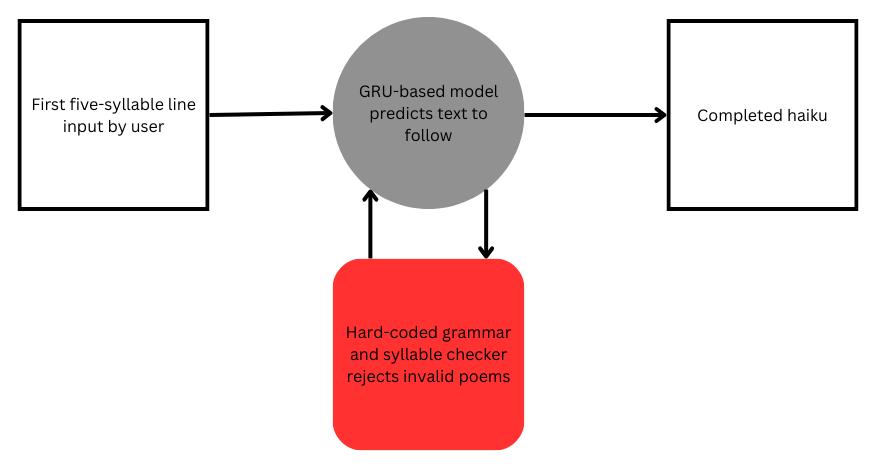 First five-syllable line
input by user
GRU-based model
predicts text to
follow
Completed haiku
Hard-coded grammar
and syllable checker
rejects invalid poems